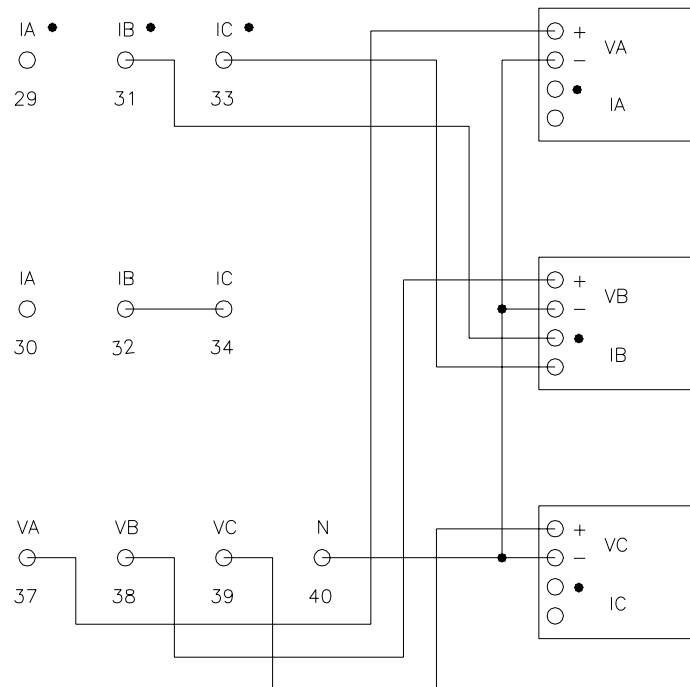 IA IB IC
29 31 33
+ VA
−
IA
IA IB IC
30 32 34
+ VB
−
IB
VA VB VC N
37 38 39 40
+ VC
−
IC